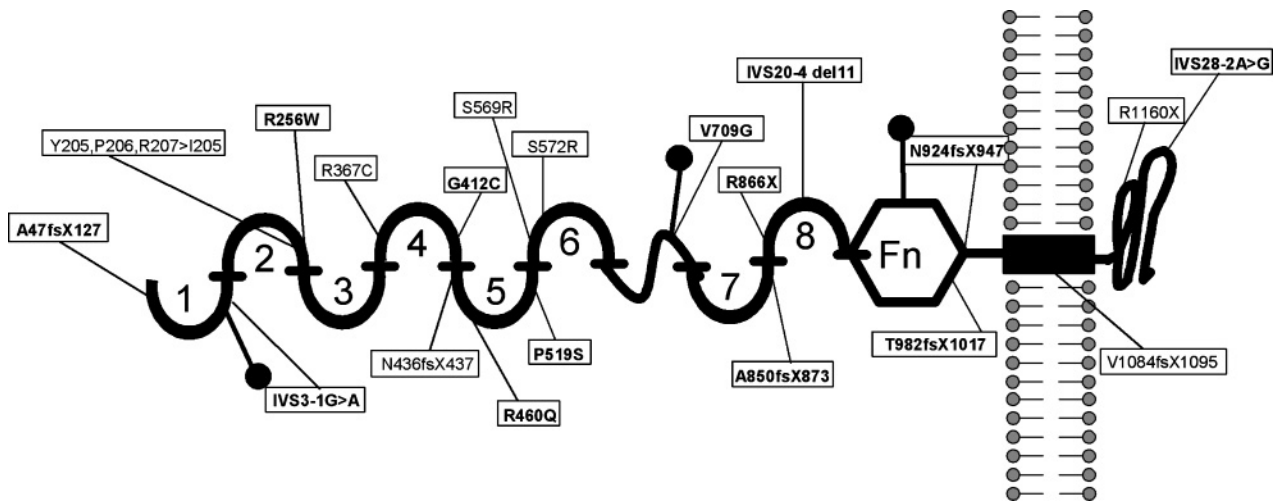 IVS20-4 del11
IVS28-2A>G
S569R
R1160X
R256W
Y205,P206,R207>I205
S572R
V709G
N924fsX947
R367C
G412C
R866X
A47fsX127
1
2
3
4
5
6
7
8
Fn
N436fsX437
P519S
T982fsX1017
V1084fsX1095
A850fsX873
IVS3-1G>A
R460Q